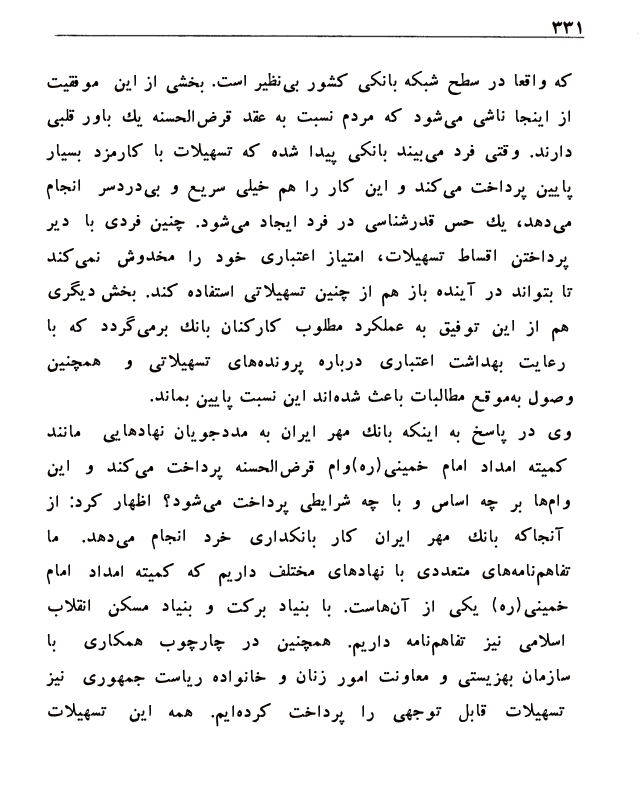 ۳۳۱
که واقعا در سطح شبکه بانکی کشور بی‌نظیر است. بخشی از این موفقیت
از اینجا ناشی می‌شود که مردم نسبت به عقد قرض‌الحسنه یك باور قلبی
دارند. وقتی فرد می‌بیند بانکی پیدا شده که تسهیلات با کارمزد بسیار
پایین پرداخت می‌کند و این کار را هم خیلی سریع و بی‌دردسر انجام
می‌دهد، یك حس قدرشناسی در فرد ایجاد می‌شود. چنین فردی با دیر
پرداختن اقساط تسهیلات، امتیاز اعتباری خود را مخدوش نمی‌کند
تا بتواند در آینده باز هم از چنین تسهیلاتی استفاده کند. بخش دیگری
هم از این توفیق به عملکرد مطلوب کارکنان بانك برمی‌گردد که با
رعایت بهداشت اعتباری درباره پرونده‌های تسهیلاتی و همچنین
وصول به‌موقع مطالبات باعث شده‌اند این نسبت پایین بماند.
وی در پاسخ به اینکه بانك مهر ایران به مددجویان نهادهایی مانند
کمیته امداد امام خمینی(ره)وام قرض‌الحسنه پرداخت می‌کند و این
وام‌ها بر چه اساس و با چه شرایطی پرداخت می‌شود؟ اظهار کرد: از
آنجاکه بانك مهر ایران کار بانکداری خرد انجام می‌دهد. ما
تفاهم‌نامه‌های متعددی با نهادهای مختلف داریم که کمیته امداد امام
خمینی(ره) یکی از آن‌هاست. با بنیاد برکت و بنیاد مسکن انقلاب
اسلامی نیز تفاهم‌نامه داریم. همچنین در چارچوب همکاری با
سازمان بهزیستی و معاونت امور زنان و خانواده ریاست جمهوری نیز
تسهیلات قابل توجهی را پرداخت کرده‌ایم. همه این تسهیلات